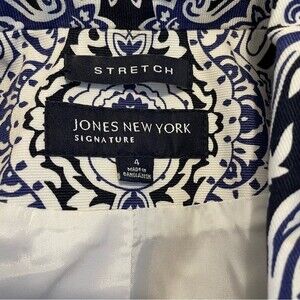 STRETCH
JONES NEW YORK
SIGNATURE
4
MADE IN
BANGLADESH